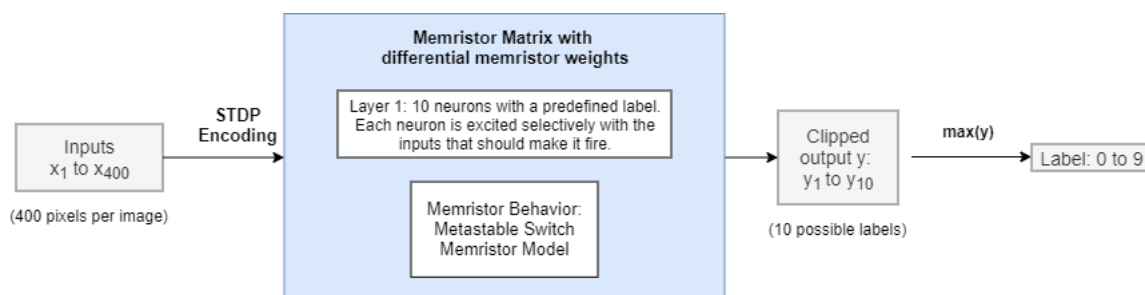 Memristor Matrix with
differential memristor weights
Layer 1: 10 neurons with a predefined label.
Each neuron is excited selectively with the
inputs that should make it fire.
STDP
Encoding
Inputs
x₁ to x₄₀₀
(400 pixels per image)
Memristor Behavior:
Metastable Switch
Memristor Model
Clipped
output y:
y₁ to y₁₀
(10 possible labels)
max(y)
Label: 0 to 9